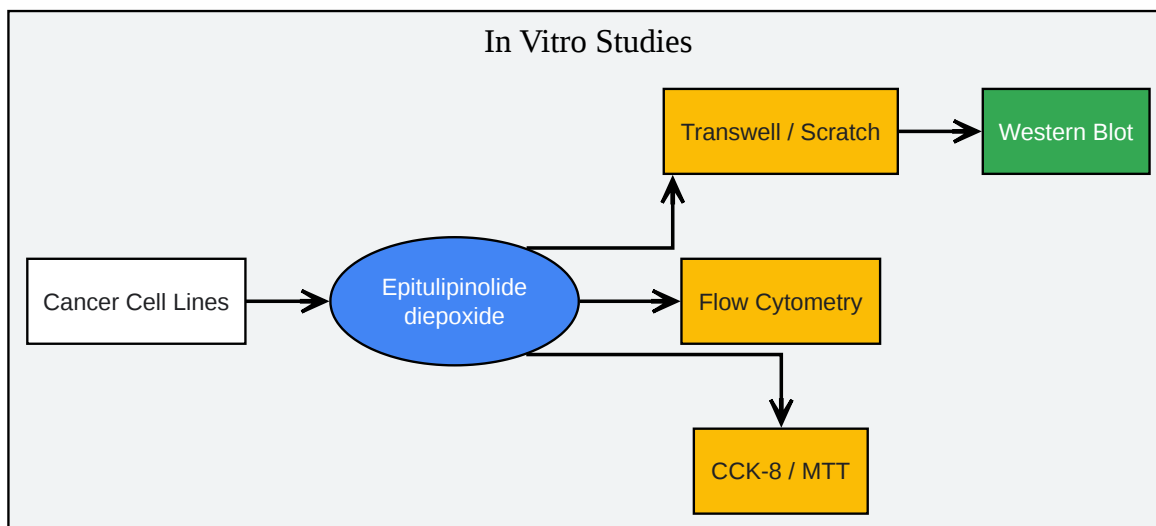 In Vitro Studies
Transwell / Scratch
Western Blot
Cancer Cell Lines
Epitulipinolide
diepoxide
Flow Cytometry
CCK-8 / MTT